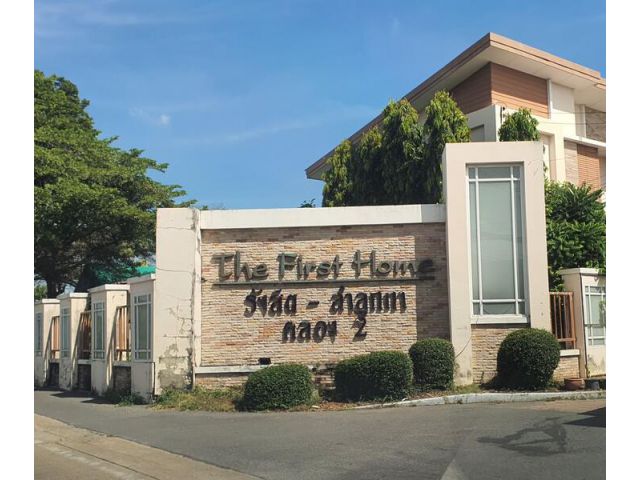 The First Home
รังสิต - ลำลูกกา
คลอง 2